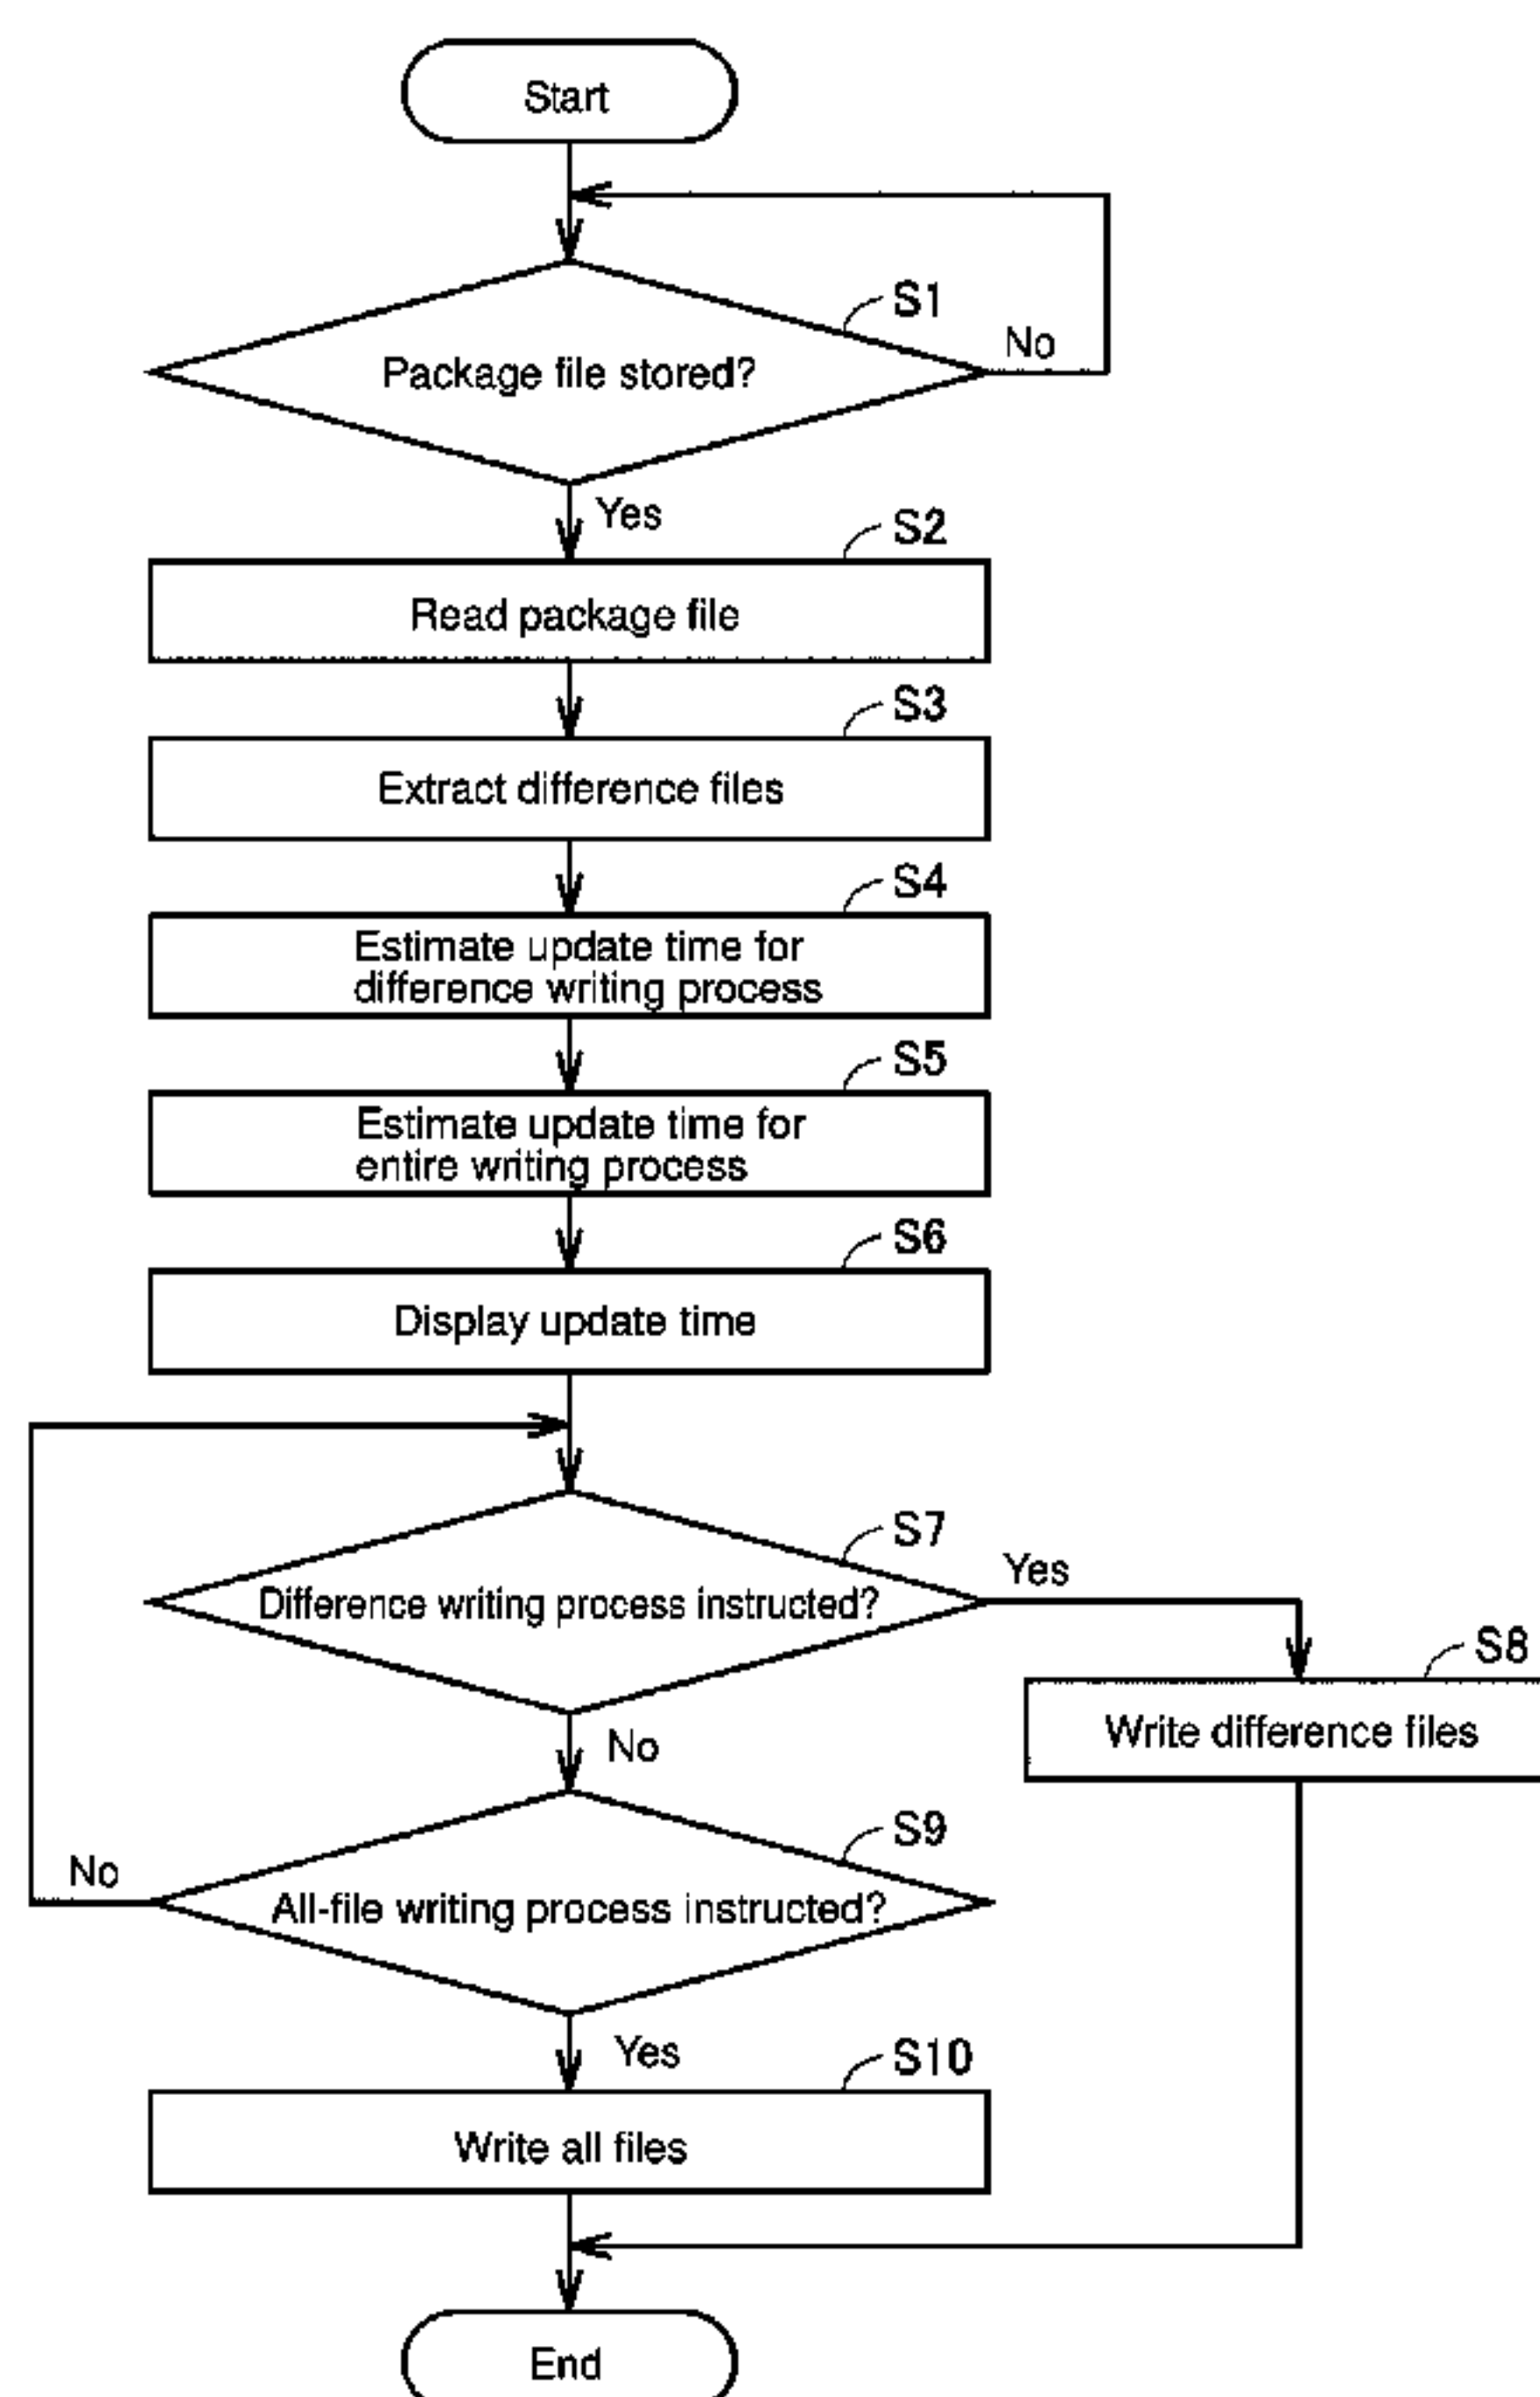 Start
S1
Package file stored?
No
Yes
S2
Read package file
S3
Extract difference files
S4
Estimate update time for
difference writing process
S5
Estimate update time for
entire writing process
S6
Display update time
S7
Difference writing process instructed?
Yes
S8
Write difference files
No
S9
All-file writing process instructed?
No
Yes
S10
Write all files
End